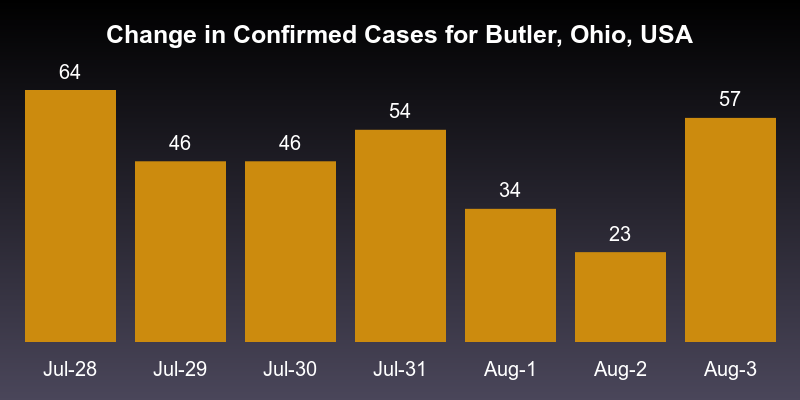 Change in Confirmed Cases for Butler, Ohio, USA
64
46
46
54
34
23
57
Jul-28
Jul-29
Jul-30
Jul-31
Aug-1
Aug-2
Aug-3